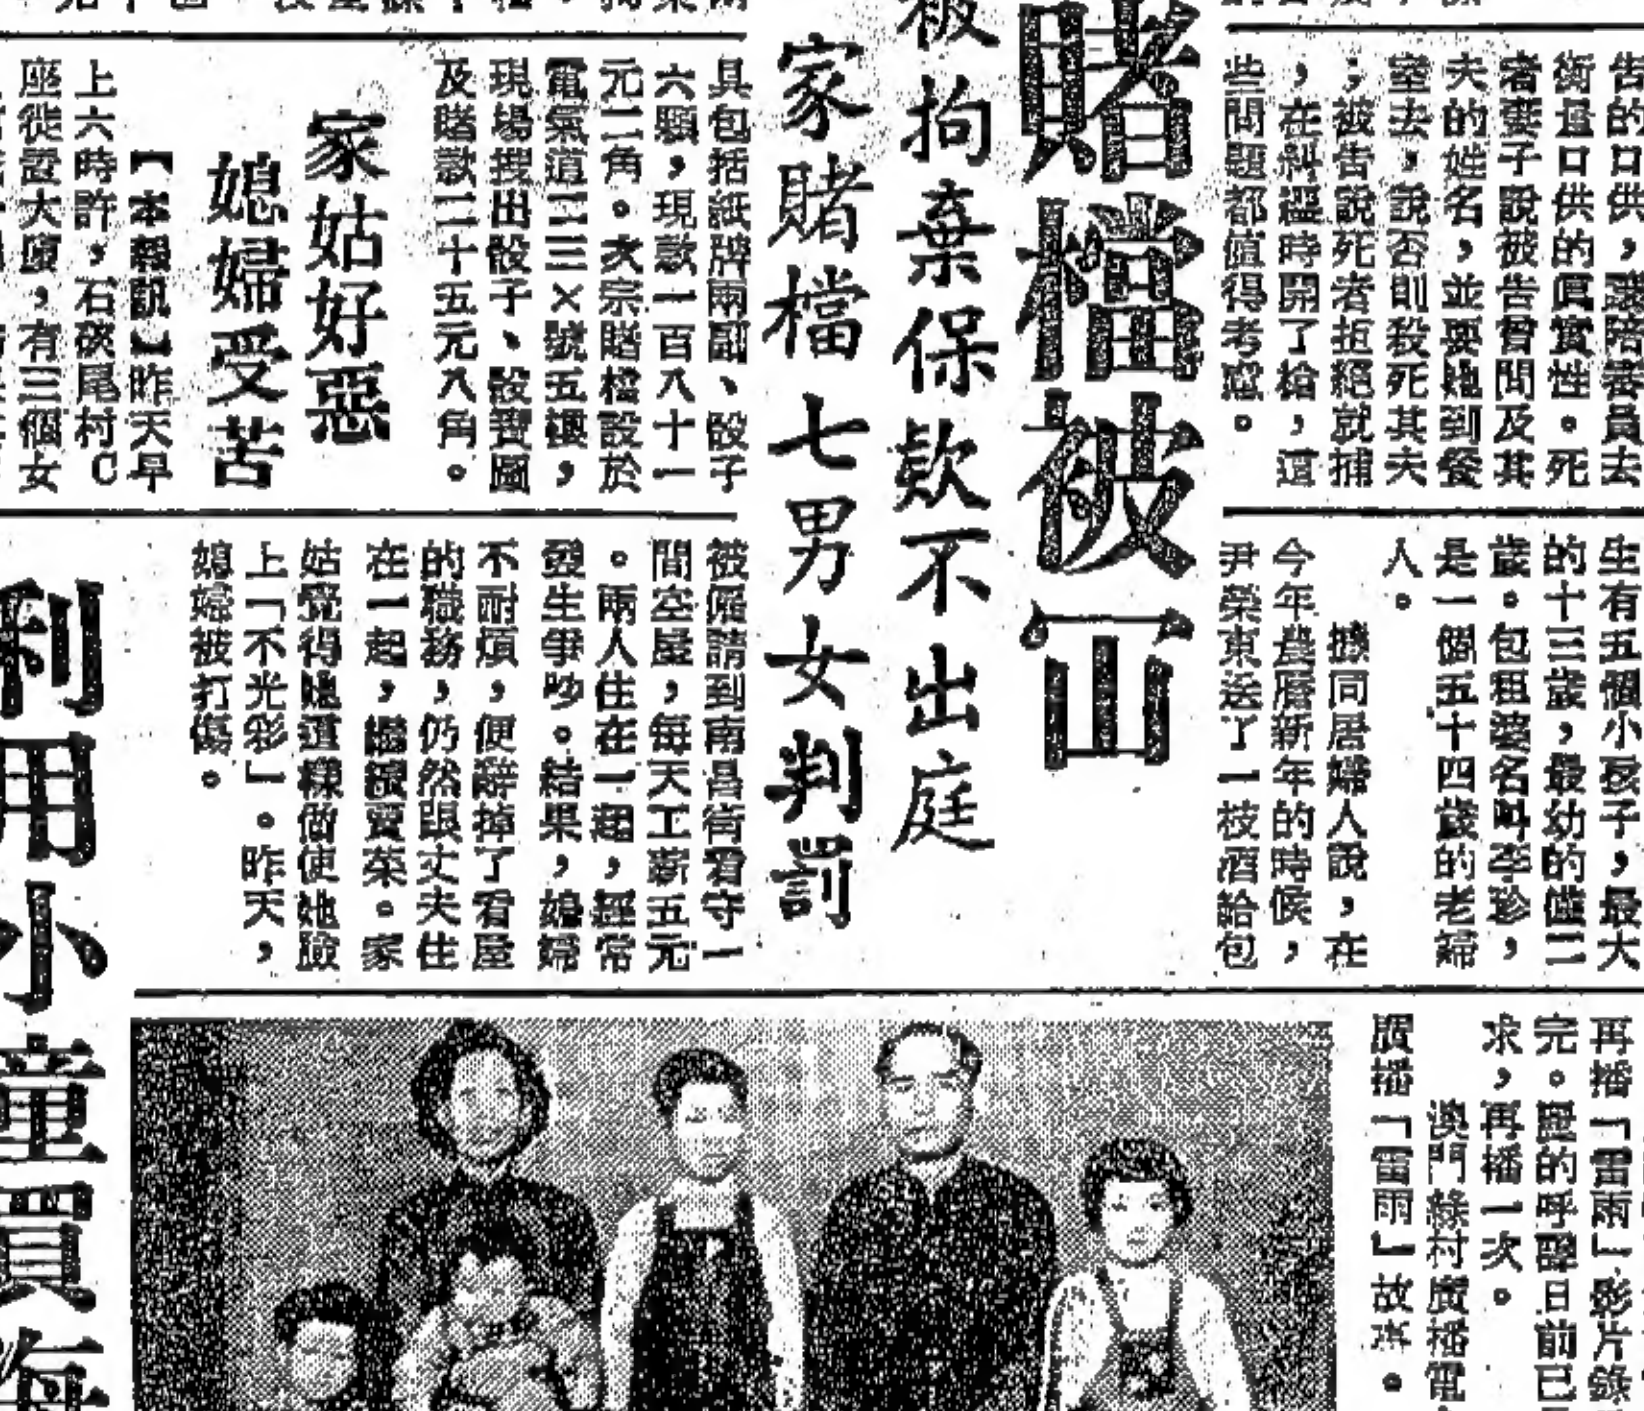 告的口供，
街邊口供的真實性。死
者妻子說被告曾問及其
夫的姓名，並要她到餐
室去，說否則殺死其夫
；被告說死者拒絕就捕
，在糾纏時開了槍，這
些問題都值得考慮。
賭檔被冚
被拘棄保欵不出庭
家賭檔七男女判罰
具包括紙牌兩副、骰子
六顆，現款一百八十一
元二角。次宗賭檔設於
電氣道二三×號五樓，
現場搜出骰子、骰寶圖
及賭款二十五元八角。
家姑好惡
媳婦受苦
【本報訊】昨天早
上六時許，石硤尾村C
座徙置大廈，有三個女
生有五個小孩子，最大
的十三歲，最幼的僅二
歲。包租婆名叫李珍，
是一個五十四歲的老婦
人。
據同居婦人說，在
今年農曆新年的時候，
尹榮東送了一枝酒給包
被僱請到南昌街看守一
間空屋，每天工薪五元
。兩人住在一起，經常
發生爭吵。結果，媳婦
不耐煩，便辭掉了看屋
的職務，仍然跟丈夫住
在一起，繼續賣菜。家
姑覺得她這樣做使她臉
上「不光彩」。昨天，
媳婦被打傷。
利用小童買海
再播「雷雨」影片錄
完。聽的呼聲日前已
求，再播一次。
澳門綠村廣播電
廣播「雷雨」故事。